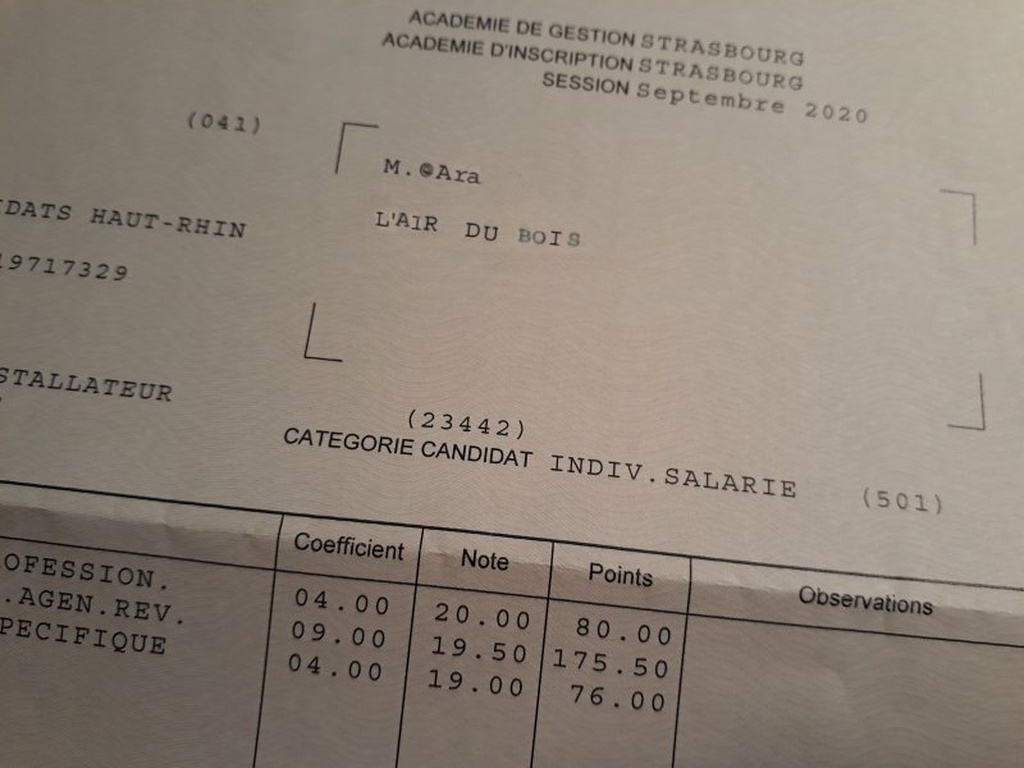 ACADEMIE DE GESTION STRASBOURG
ACADEMIE D'INSCRIPTION STRASBOURG
SESSION Septembre 2020
(041)
M.@Ara
DATS HAUT-RHIN
L'AIR DU BOIS
19717329
STALLATEUR
(23442)
CATEGORIE CANDIDAT INDIV.SALARIE (501)
Coefficient Note Points Observations
OFESSION. 04.00 20.00 80.00
.AGEN.REV. 09.00 19.50 175.50
PECIFIQUE 04.00 19.00 76.00